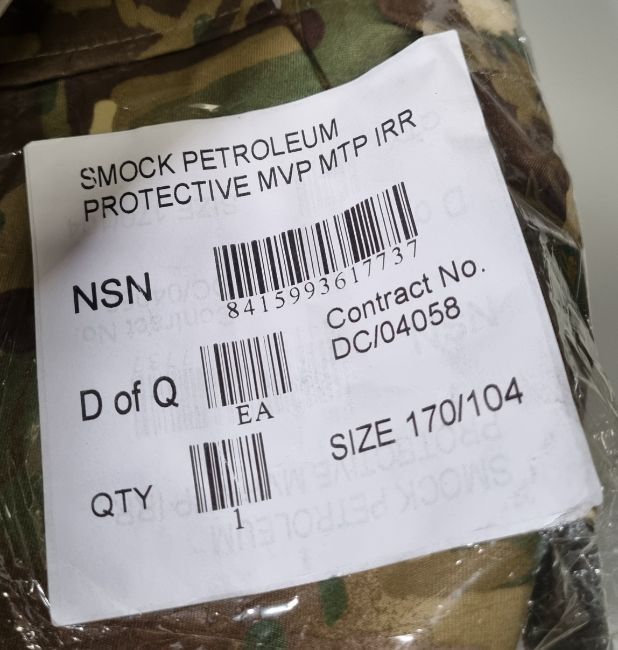 SMOCK PETROLEUM
PROTECTIVE MVP MTP IRR
NSN
8415993617737
Contract No.
DC/04058
D of Q
EA
SIZE 170/104
QTY
1